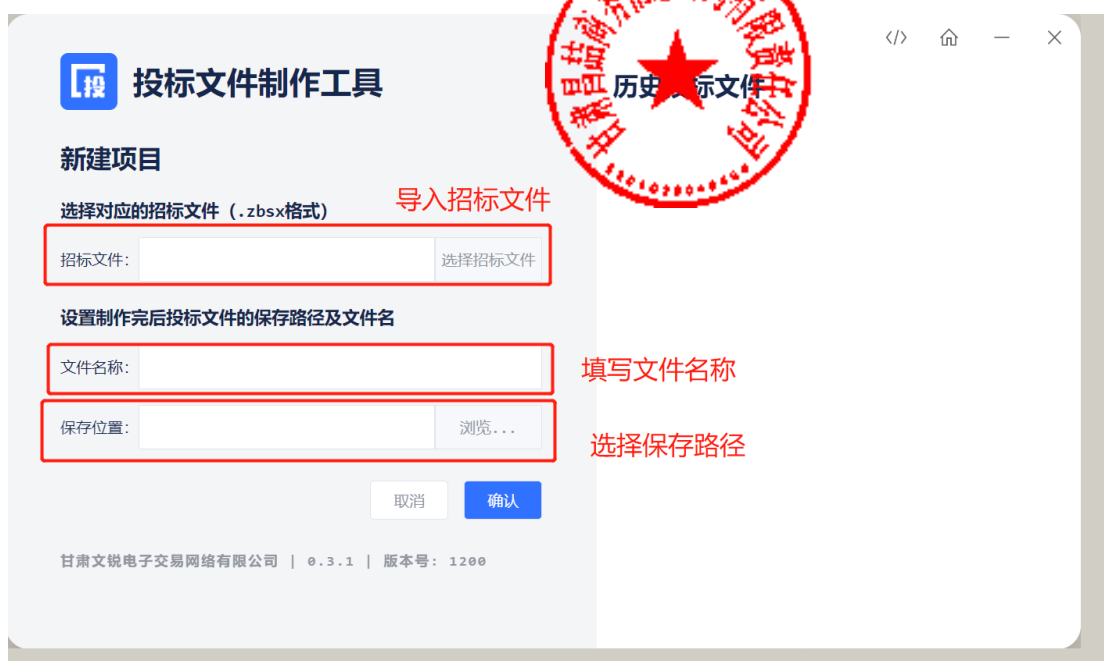 投标文件制作工具
历史投标文件
新建项目
导入招标文件
选择对应的招标文件 (.zbsx格式)
招标文件:
选择招标文件
设置制作完后投标文件的保存路径及文件名
文件名称:
填写文件名称
保存位置:
浏览...
选择保存路径
取消
确认
甘肃文锐电子交易网络有限公司 | 0.3.1 | 版本号: 1200